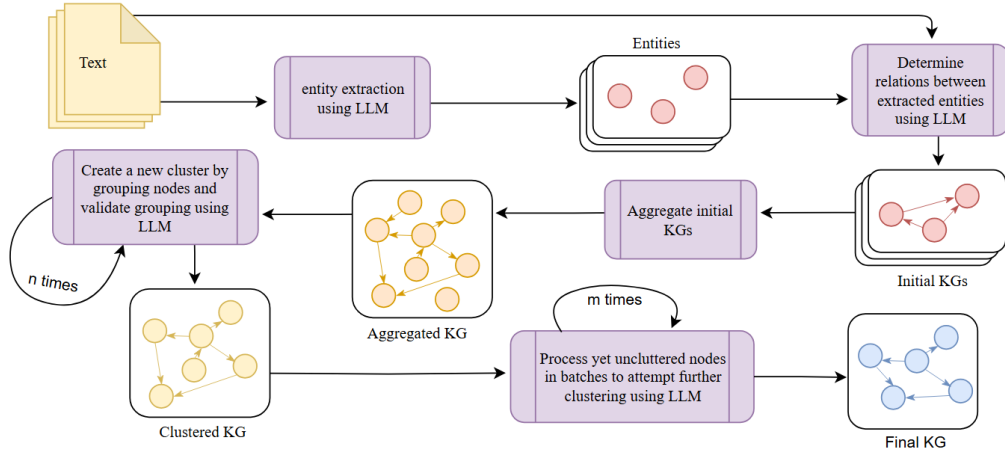 Text
entity extraction
using LLM
Entities
Determine
relations between
extracted entities
using LLM
Create a new cluster by
grouping nodes and
validate grouping using
LLM
n times
Aggregated KG
Aggregate initial
KGs
Initial KGs
Clustered KG
m times
Process yet uncluttered nodes
in batches to attempt further
clustering using LLM
Final KG